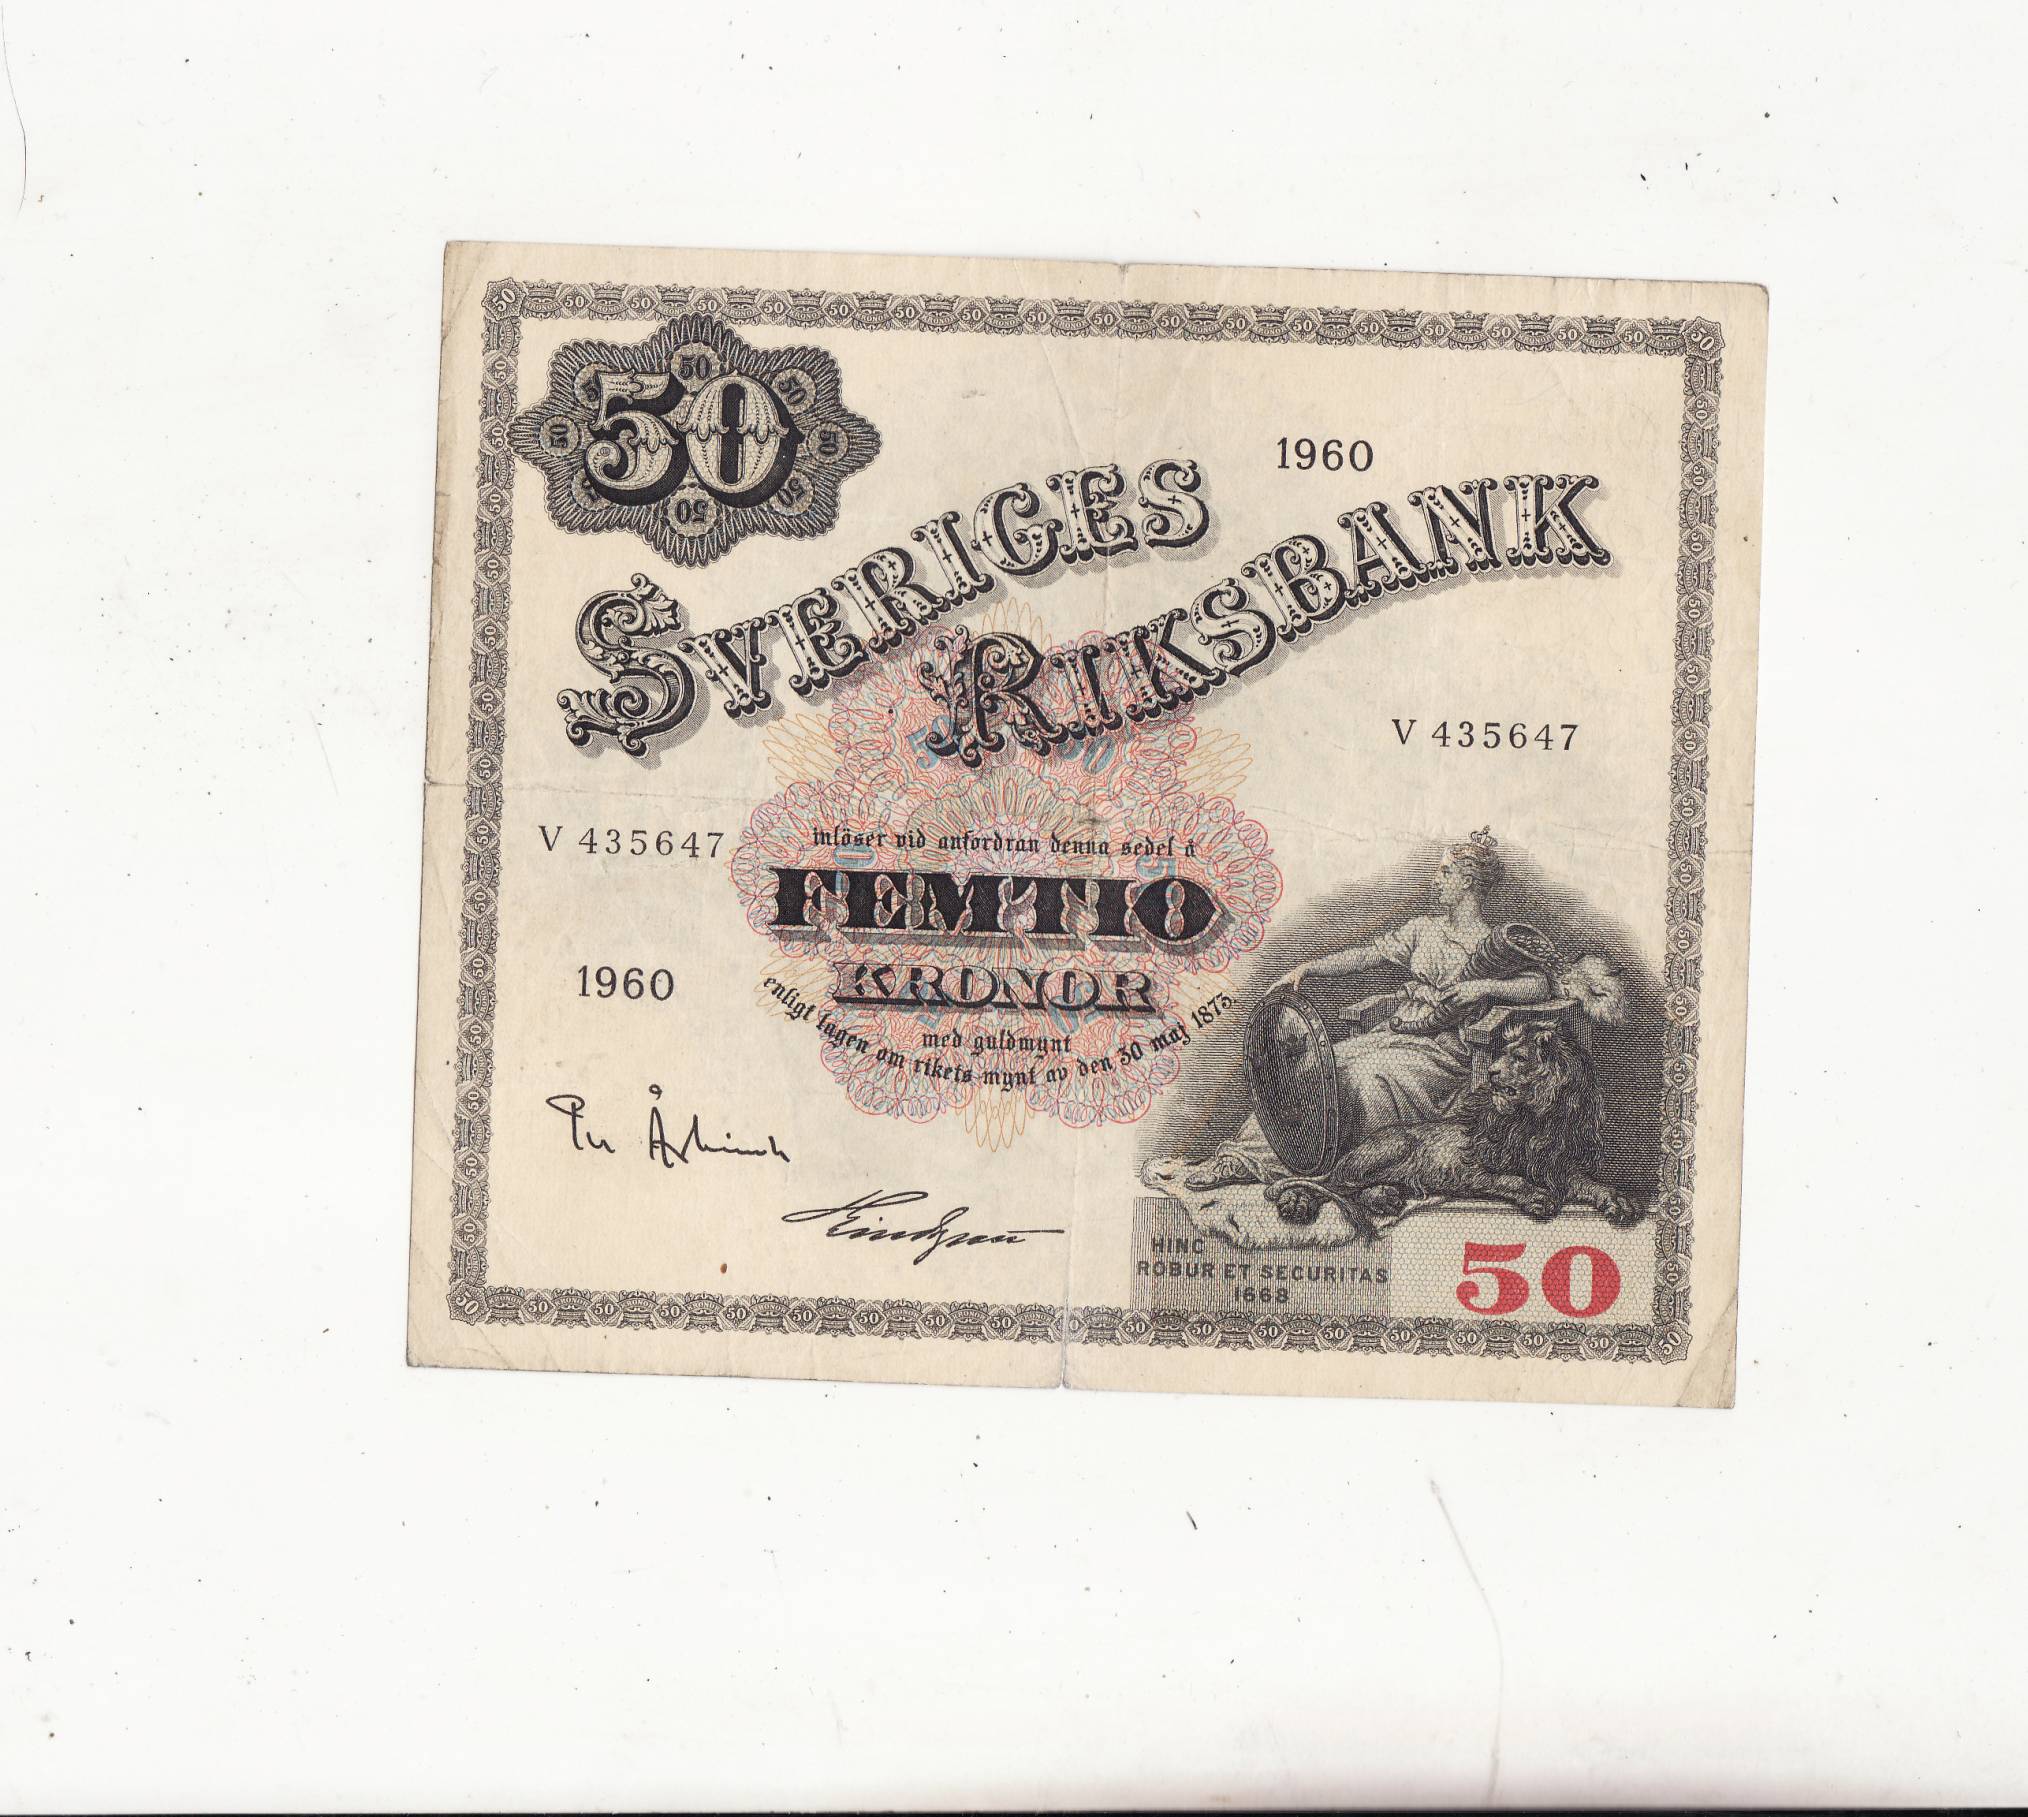 50
1960
SVERIGES
RIKSBANK
V 435647
inlöser vid anfordran denna sedel å
V 435647
FEMTIO
KRONOR
1960
med guldmynt
enligt lagen om rikets mynt av den 30 maj 1873.
HINC
ROBUR ET SECURITAS
1668
50